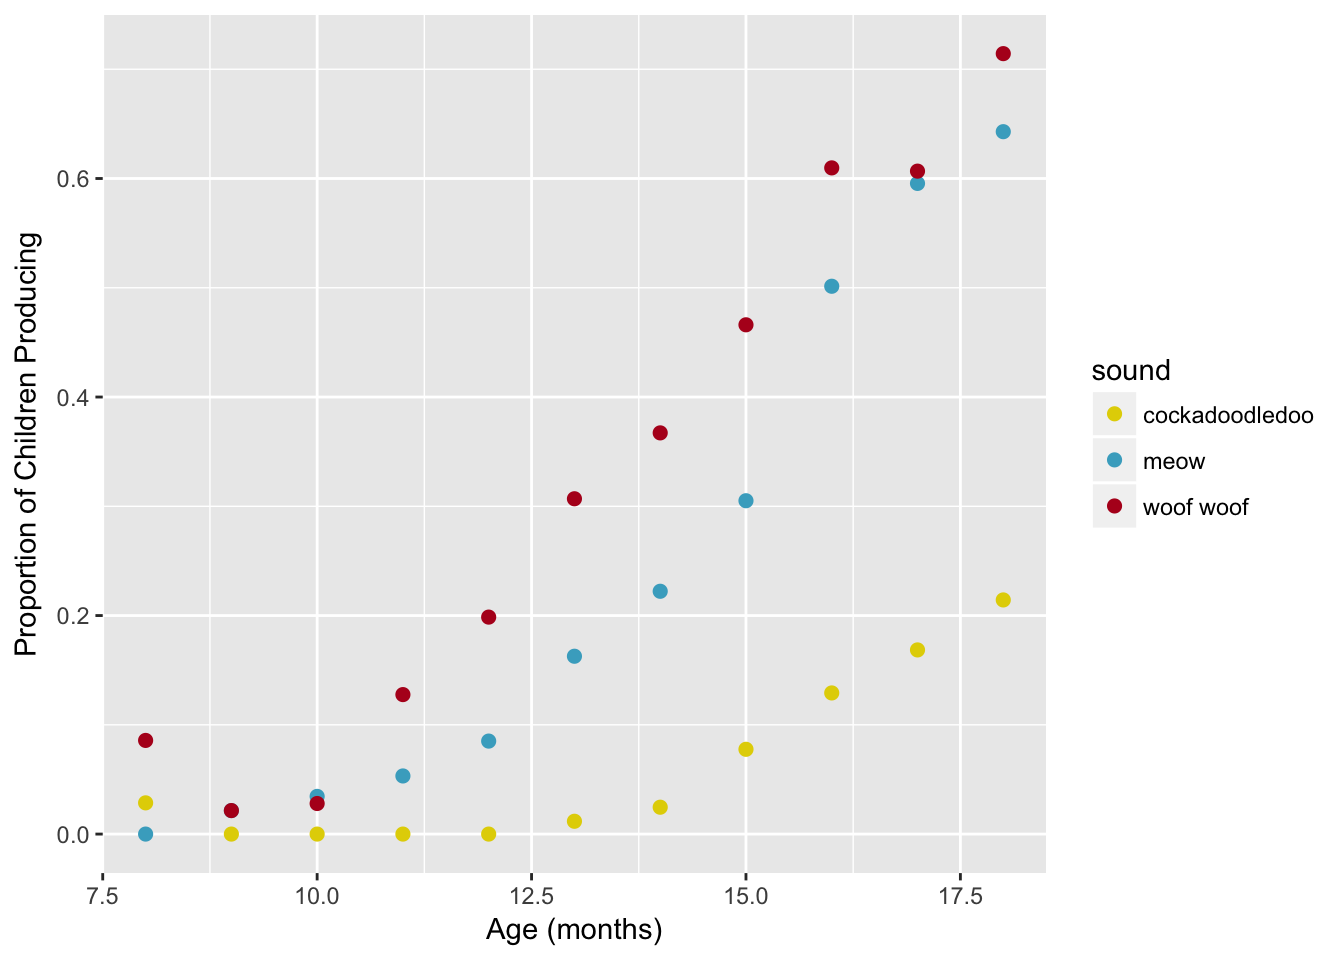 Proportion of Children Producing
0.6
0.4
0.2
0.0
7.5 10.0 12.5 15.0 17.5
Age (months)
sound
cockadoodledoo
meow
woof woof